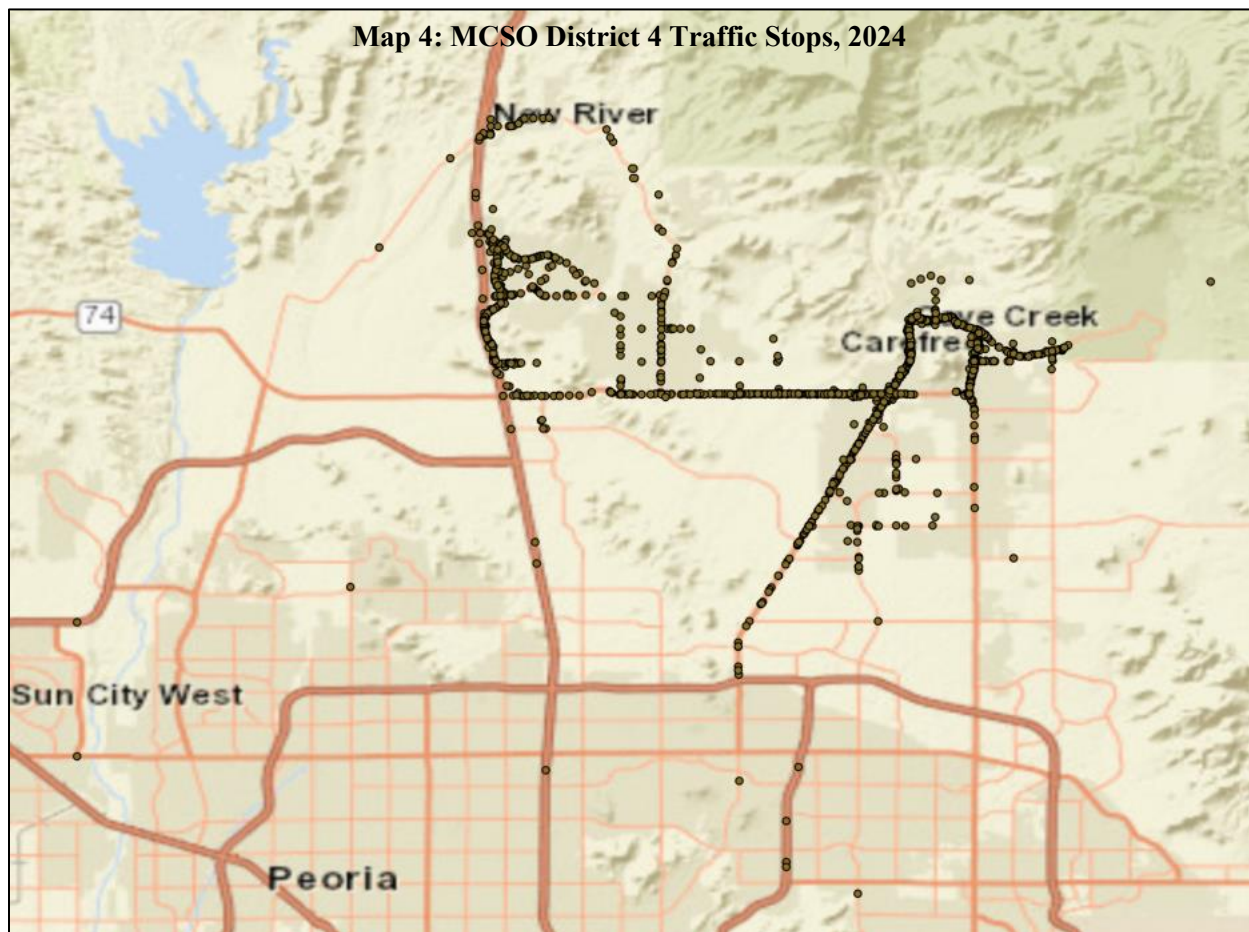 Map 4: MCSO District 4 Traffic Stops, 2024
New River
74
Cave Creek
Carefree
Sun City West
Peoria